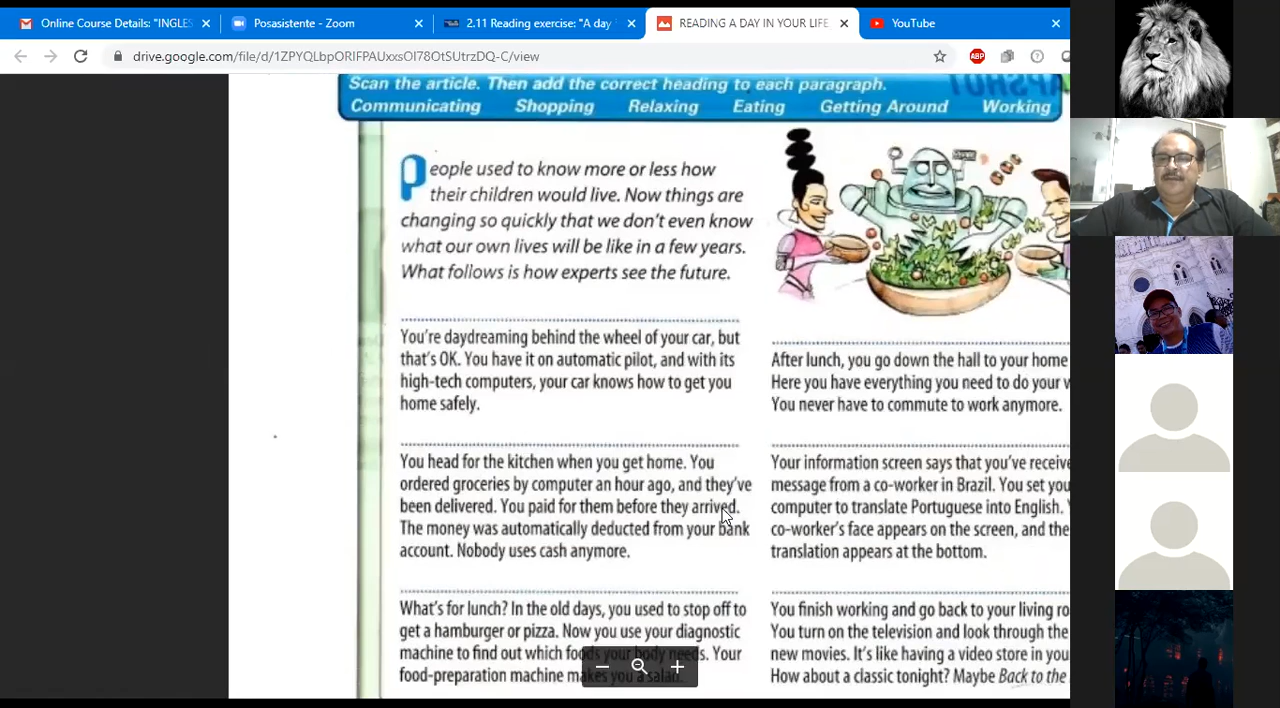 Online Course Details: "INGLES
Posasistente - Zoom
2.11 Reading exercise: "A day
READING A DAY IN YOUR LIFE
YouTube
drive.google.com/file/d/1ZPYQLbpORIFPAUxxsOI78OtSUtrzDQ-C/view
ABP
Scan the article. Then add the correct heading to each paragraph.
Communicating Shopping Relaxing Eating Getting Around Working
People used to know more or less how
their children would live. Now things are
changing so quickly that we don't even know
what our own lives will be like in a few years.
What follows is how experts see the future.
You're daydreaming behind the wheel of your car, but
that's OK. You have it on automatic pilot, and with its
high-tech computers, your car knows how to get you
home safely.
You head for the kitchen when you get home. You
ordered groceries by computer an hour ago, and they've
been delivered. You paid for them before they arrived.
The money was automatically deducted from your bank
account. Nobody uses cash anymore.
What's for lunch? In the old days, you used to stop off to
get a hamburger or pizza. Now you use your diagnostic
machine to find out which foods your body needs. Your
food-preparation machine makes you a salad.
After lunch, you go down the hall to your home
Here you have everything you need to do your w
You never have to commute to work anymore.
Your information screen says that you've receive
message from a co-worker in Brazil. You set you
computer to translate Portuguese into English.
co-worker's face appears on the screen, and the
translation appears at the bottom.
You finish working and go back to your living ro
You turn on the television and look through the
new movies. It's like having a video store in you
How about a classic tonight? Maybe Back to the